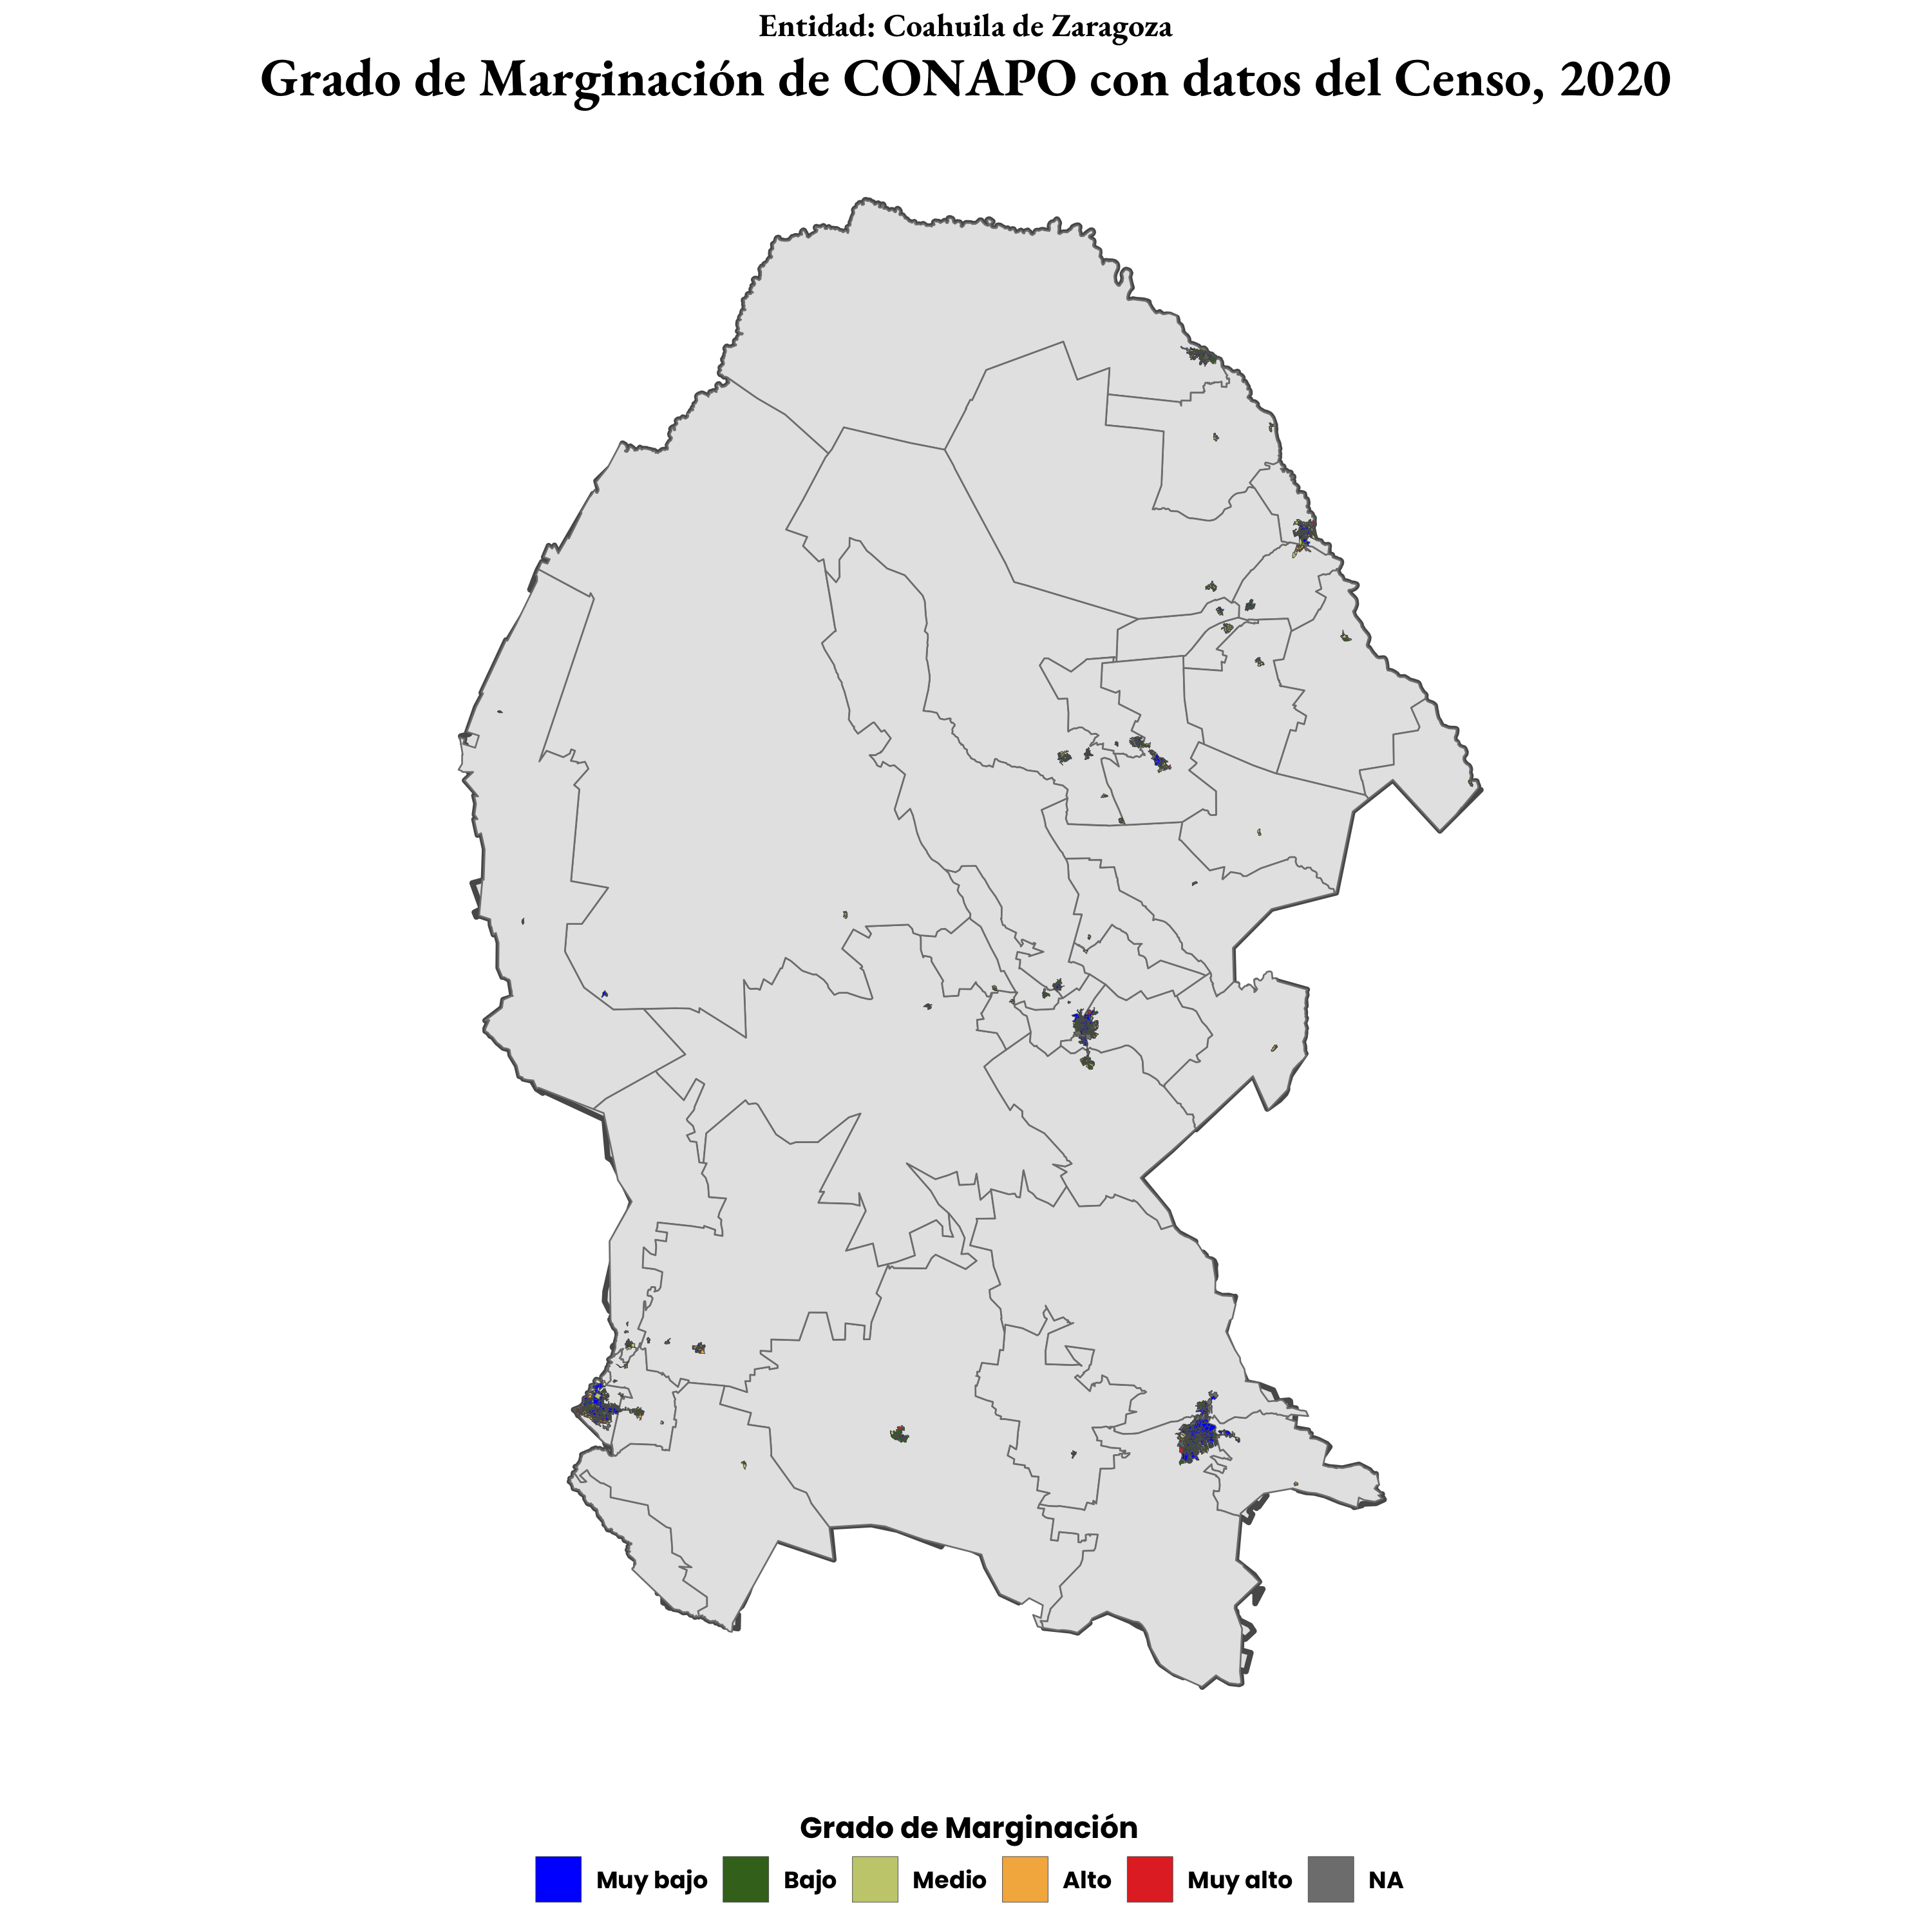 Entidad: Coahuila de Zaragoza
Grado de Marginación de CONAPO con datos del Censo, 2020
Grado de Marginación
Muy bajo Bajo Medio Alto Muy alto NA